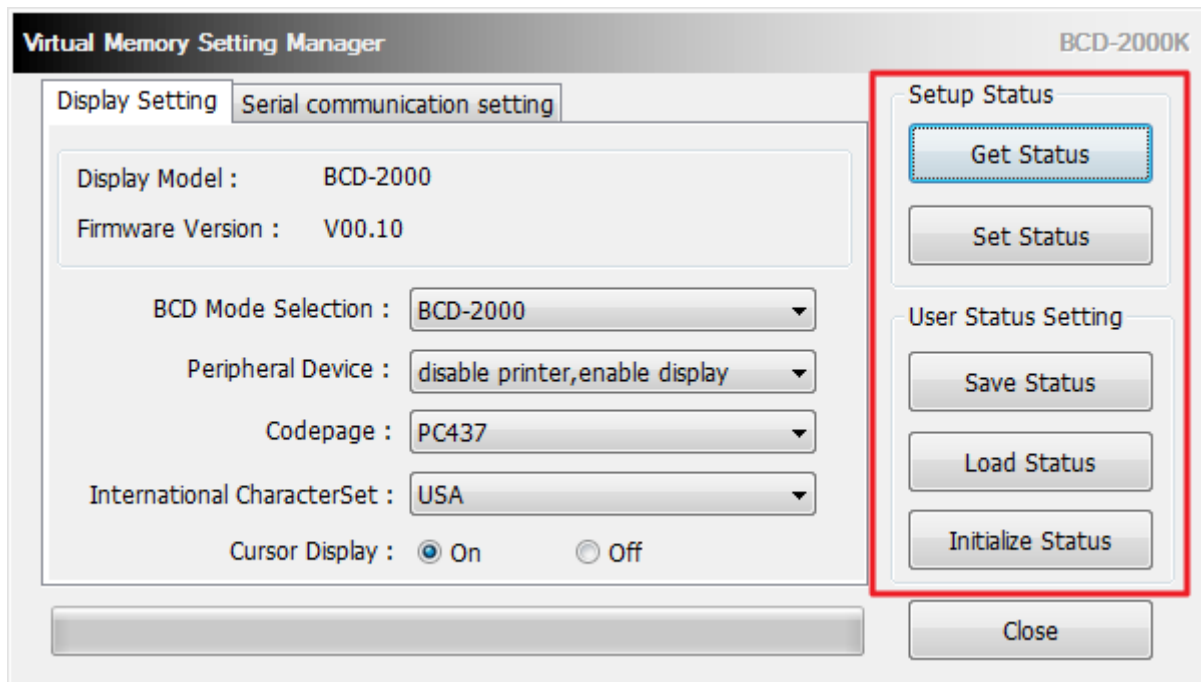 Virtual Memory Setting Manager
BCD-2000K
Display Setting
Serial communication setting
Display Model : BCD-2000
Firmware Version : V00.10
BCD Mode Selection : BCD-2000
Peripheral Device : disable printer,enable display
Codepage : PC437
International CharacterSet : USA
Cursor Display : On Off
Setup Status
Get Status
Set Status
User Status Setting
Save Status
Load Status
Initialize Status
Close